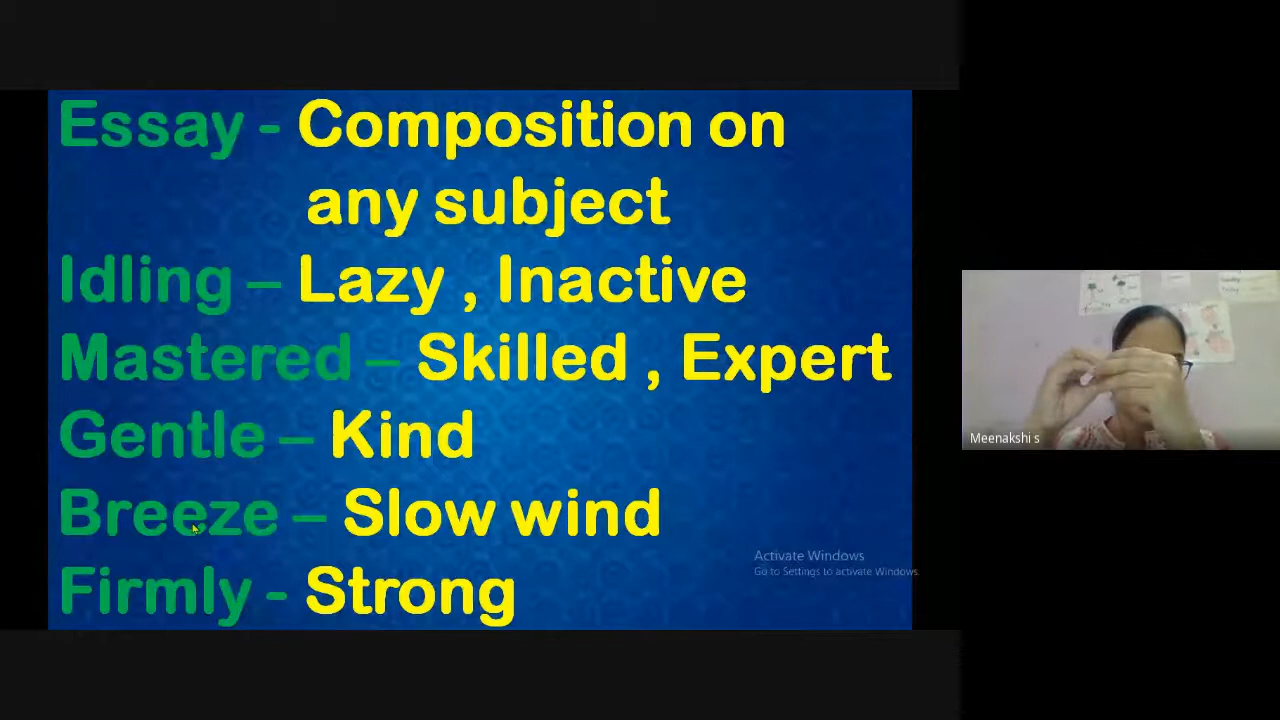 Essay - Composition on
any subject
Idling – Lazy , Inactive
Mastered – Skilled , Expert
Gentle – Kind
Breeze – Slow wind
Firmly - Strong
Activate Windows
Go to Settings to activate Windows.
Meenakshi s